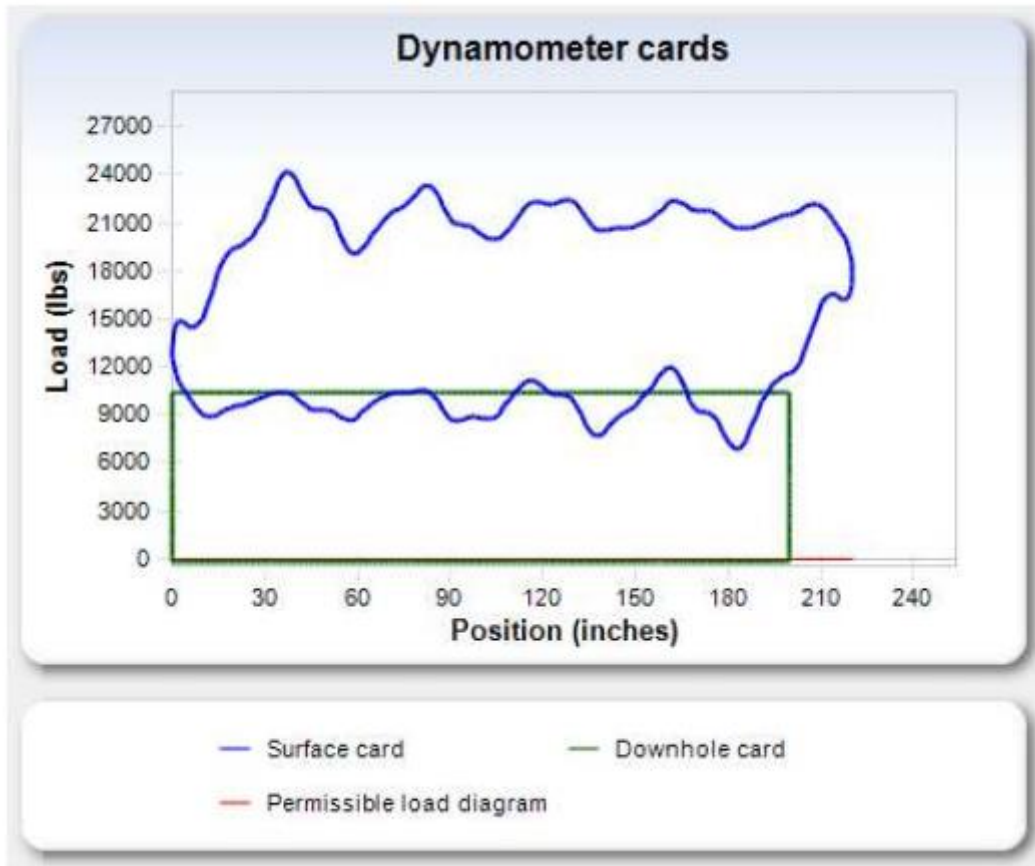 Dynamometer cards
27000
24000
21000
18000
15000
12000
9000
6000
3000
0
Load (lbs)
0 30 60 90 120 150 180 210 240
Position (inches)
Surface card Downhole card
Permissible load diagram